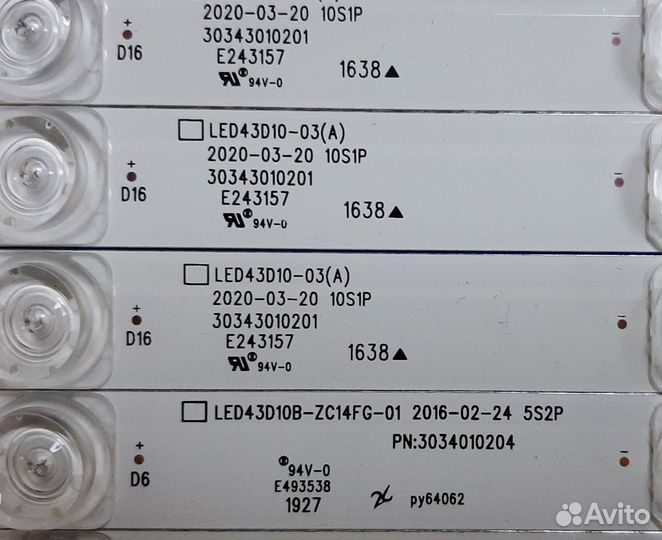 2020-03-20 10S1P
+
D16
30343010201
E243157
94V-0
1638▲
-
□ LED43D10-03(A)
+
D16
2020-03-20 10S1P
30343010201
E243157
94V-0
1638▲
-
□ LED43D10-03(A)
+
D16
2020-03-20 10S1P
30343010201
E243157
94V-0
1638▲
-
□ LED43D10B-ZC14FG-01 2016-02-24 5S2P
PN:3034010204
+
D6
94V-0
E493538
1927
py64062
-
Avito